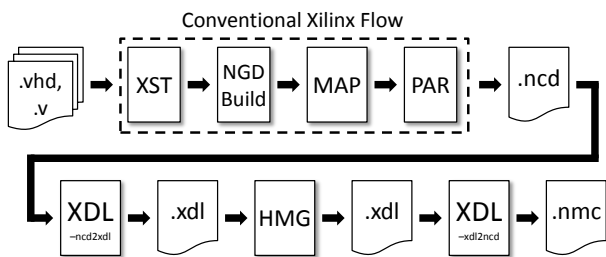 Conventional Xilinx Flow
.vhd,
.v
XST
NGD
Build
MAP
PAR
.ncd
XDL
–ncd2xdl
.xdl
HMG
.xdl
XDL
–xdl2ncd
.nmc